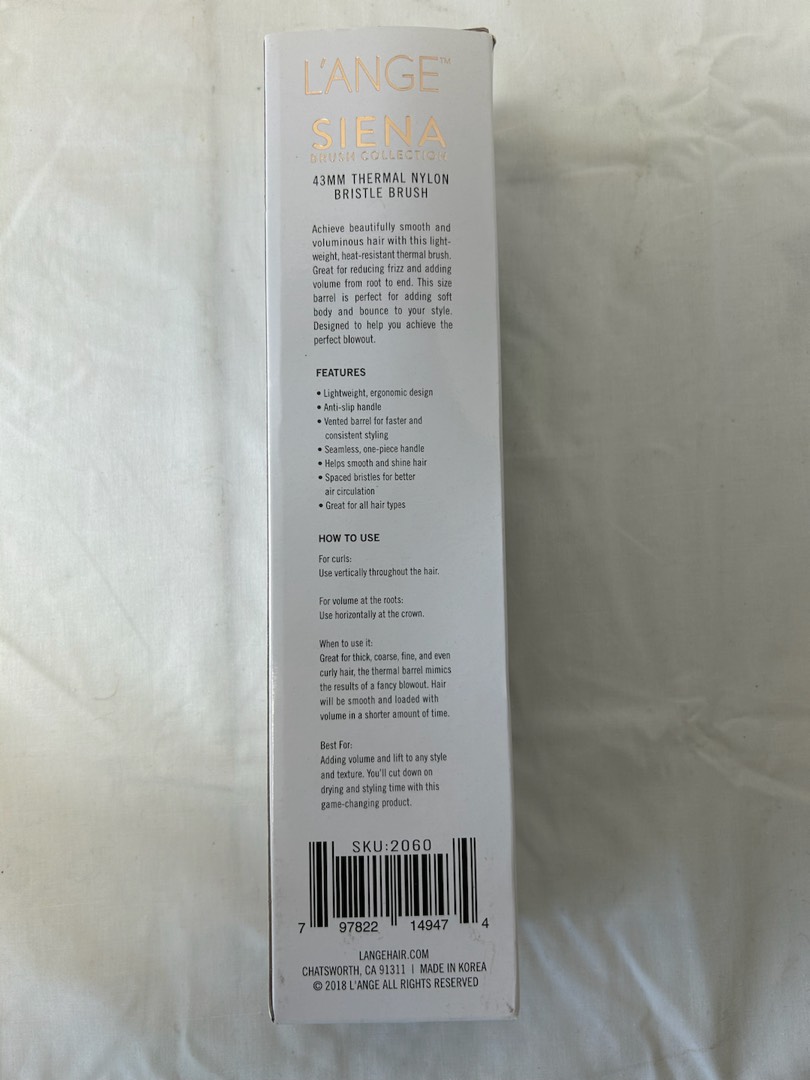 L'ANGE™
SIENA
BRUSH COLLECTION
43MM THERMAL NYLON
BRISTLE BRUSH
Achieve beautifully smooth and
voluminous hair with this light-
weight, heat-resistant thermal brush.
Great for reducing frizz and adding
volume from root to end. This size
barrel is perfect for adding soft
body and bounce to your style.
Designed to help you achieve the
perfect blowout.
FEATURES
• Lightweight, ergonomic design
• Anti-slip handle
• Vented barrel for faster and
consistent styling
• Seamless, one-piece handle
• Helps smooth and shine hair
• Spaced bristles for better
air circulation
• Great for all hair types
HOW TO USE
For curls:
Use vertically throughout the hair.
For volume at the roots:
Use horizontally at the crown.
When to use it:
Great for thick, coarse, fine, and even
curly hair, the thermal barrel mimics
the results of a fancy blowout. Hair
will be smooth and loaded with
volume in a shorter amount of time.
Best For:
Adding volume and lift to any style
and texture. You'll cut down on
drying and styling time with this
game-changing product.
SKU:2060
7 97822 14947 4
LANGEHAIR.COM
CHATSWORTH, CA 91311 | MADE IN KOREA
© 2018 L'ANGE ALL RIGHTS RESERVED